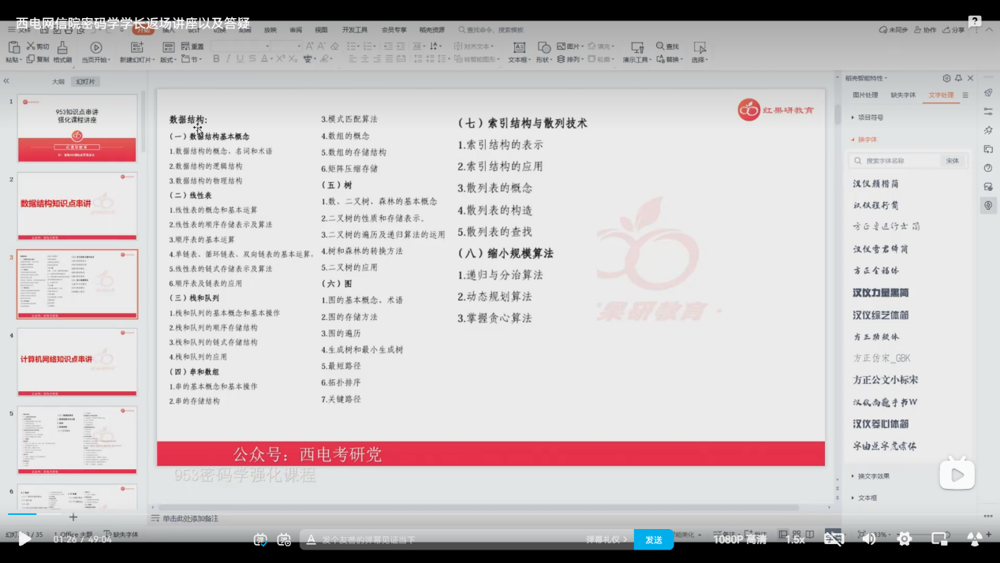 西电网信院密码学学长返场讲座以及答疑
开始
放映
审阅
视图
开发工具
会员专享
稻壳资源
查找命令、搜索模板
未同步
协作
分享
剪切
复制
粘贴
格式刷
当页开始
新建幻灯片
版式
重置
节
对齐文本
转智能图形
文本框
形状
图片
排列
填充
轮廓
演示工具
查找
替换
选择
大纲
幻灯片
1
953知识点串讲
强化课程讲座
2
数据结构知识点串讲
3
4
计算机网络知识点串讲
5
6
数据结构:
(一)数据结构基本概念
1.数据结构的概念、名词和术语
2.数据结构的逻辑结构
3.数据结构的物理结构
(二)线性表
1.线性表的概念和基本运算
2.线性表的顺序存储表示及算法
3.顺序表的基本运算
4.单链表、循环链表、双向链表的基本运算,
5.线性表的链式存储表示及算法
6.顺序表及链表的应用
(三)栈和队列
1.栈和队列的基本概念和基本操作
2.栈和队列的顺序存储结构
3.栈和队列的链式存储结构
4.栈和队列的应用
(四)串和数组
1.串的基本概念和基本操作
2.串的存储结构
3.模式匹配算法
4.数组的概念
5.数组的存储结构
6.矩阵压缩存储
(五)树
1.数、二叉树、森林的基本概念
2.二叉树的性质和存储表示。
3.二叉树的遍历及递归算法的运用
4.树和森林的转换方法
5.二叉树的应用
(六)图
1.图的基本概念、术语
2.图的存储方法
3.图的遍历
4.生成树和最小生成树
5.最短路径
6.拓扑排序
7.关键路径
(七)索引结构与散列技术
1.索引结构的表示
2.索引结构的应用
3.散列表的概念
4.散列表的构造
5.散列表的查找
(八)缩小规模算法
1.递归与分治算法
2.动态规划算法
3.掌握贪心算法
红果研教育
果研教育
公众号：西电考研党
953密码学强化课程
单击此处添加备注
稻壳智能特性
图片处理
缺失字体
文字处理
项目符号
换字体
搜索字体名称
宋体
汉仪颜楷简
汉仪程行简
汉仪雪君体简
方正全福体
汉仪力量黑简
汉仪综艺体简
方正仿宋_GBK
方正公文小标宋
汉仪尚巍手书W
汉仪菱心体简
换文字效果
文本框
3 / 35
Office 主题
缺失字体
01:26 / 49:04
发个友善的弹幕见证当下
弹幕礼仪
发送
1080P 高清
1.5x